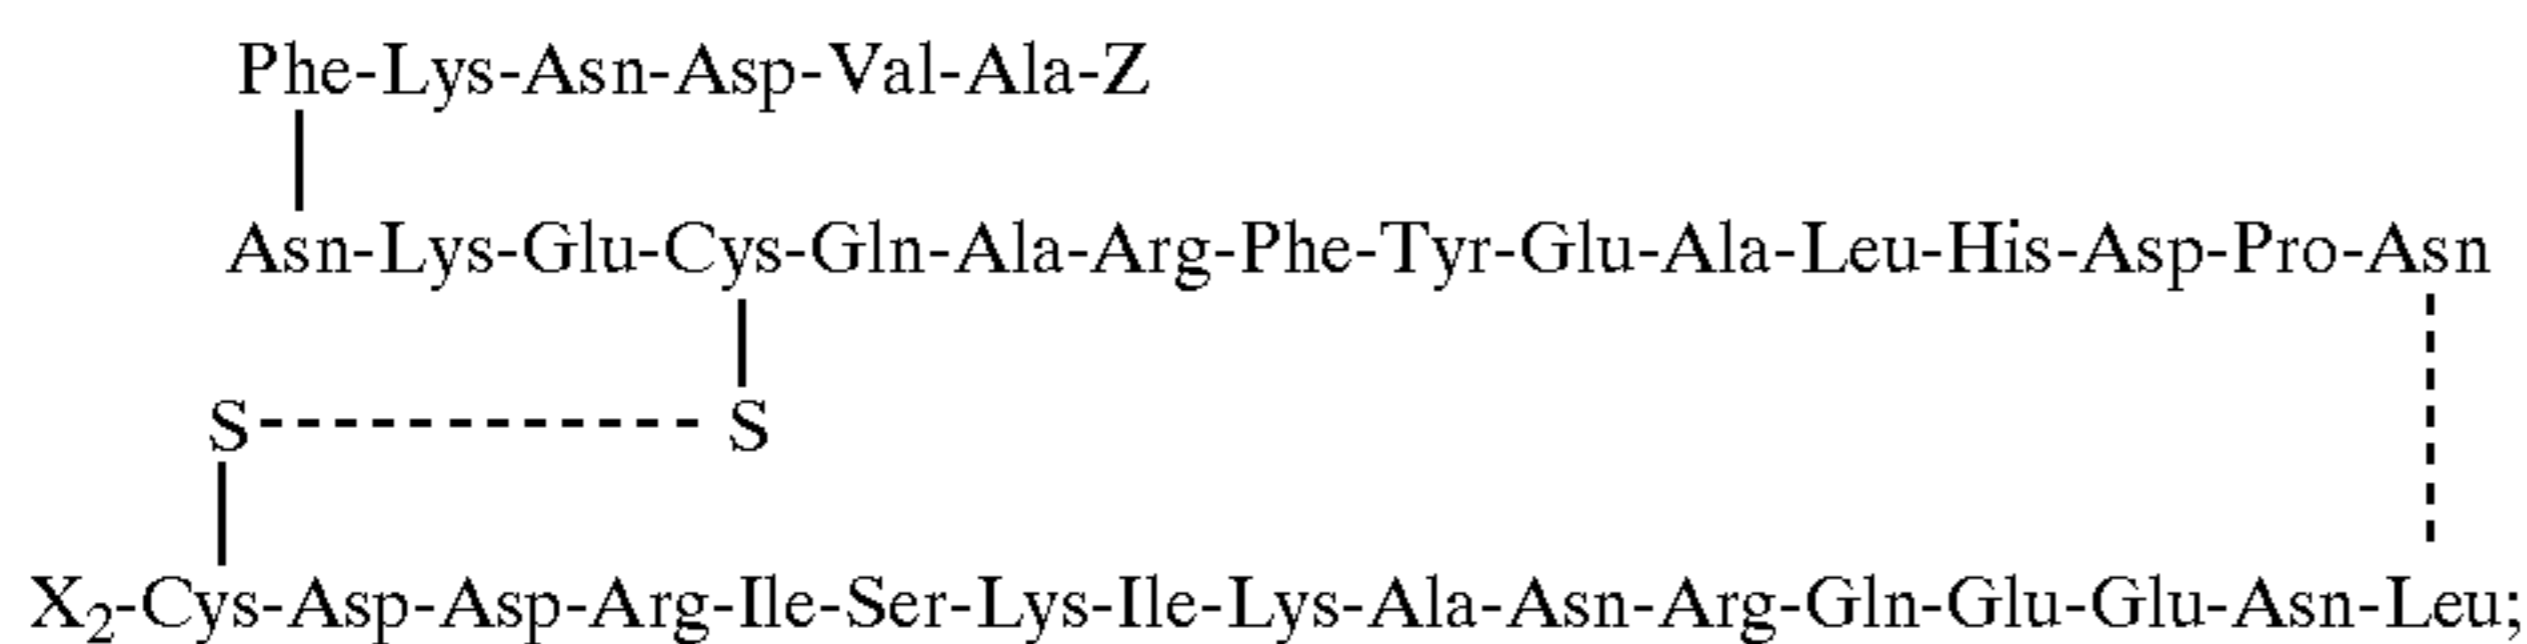 Phe-Lys-Asn-Asp-Val-Ala-Z
Asn-Lys-Glu-Cys-Gln-Ala-Arg-Phe-Tyr-Glu-Ala-Leu-His-Asp-Pro-Asn
S S
X₂-Cys-Asp-Asp-Arg-Ile-Ser-Lys-Ile-Lys-Ala-Asn-Arg-Gln-Glu-Glu-Asn-Leu;